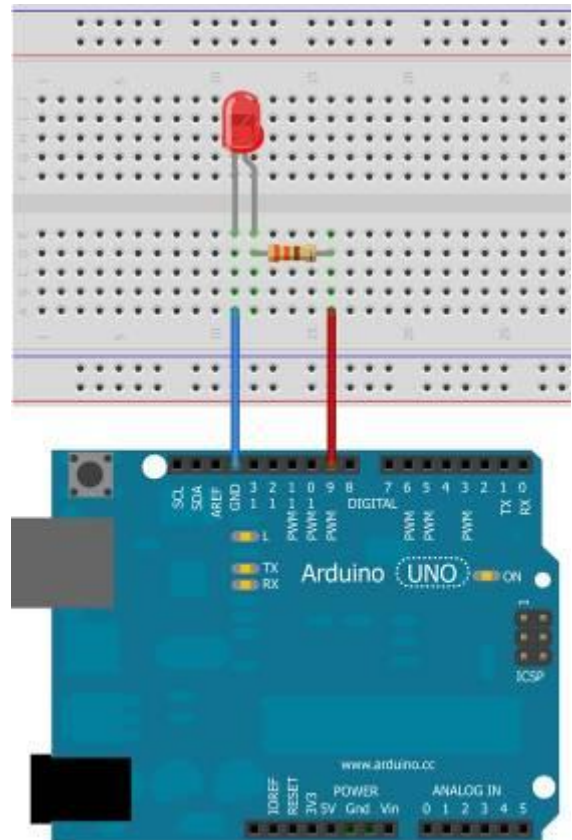 SCL
SDA
AREF
GND
13
12
11
10
9
8
7
6
5
4
3
2
1
0
PWM
PWM
PWM
PWM
PWM
PWM
TX
RX
DIGITAL
L
TX
RX
Arduino
UNO
ON
1
ICSP
www.arduino.cc
POWER
ANALOG IN
IOREF
RESET
3V3
5V
Gnd
Vin
0 1 2 3 4 5